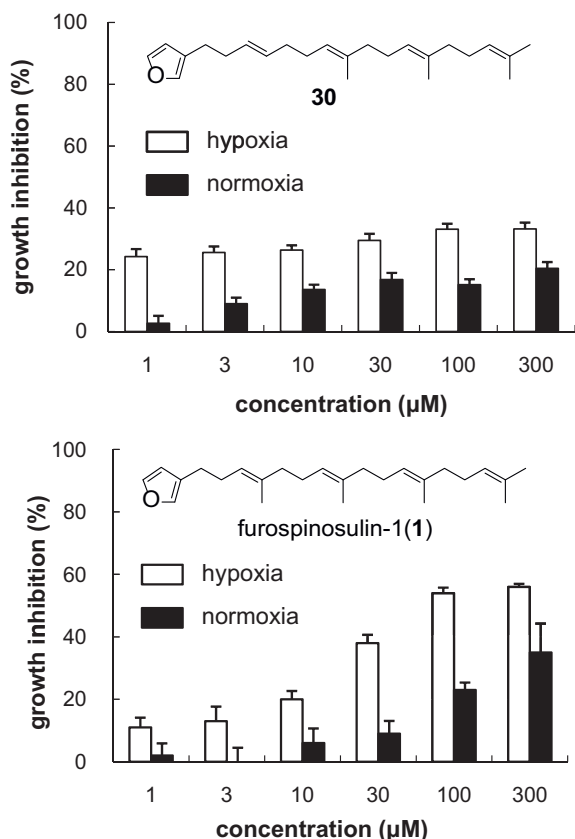 growth inhibition (%)
100
80
60
40
20
0
O
30
hypoxia
normoxia
1 3 10 30 100 300
concentration (µM)
growth inhibition (%)
100
80
60
40
20
0
O
furospinosulin-1(1)
hypoxia
normoxia
1 3 10 30 100 300
concentration (µM)